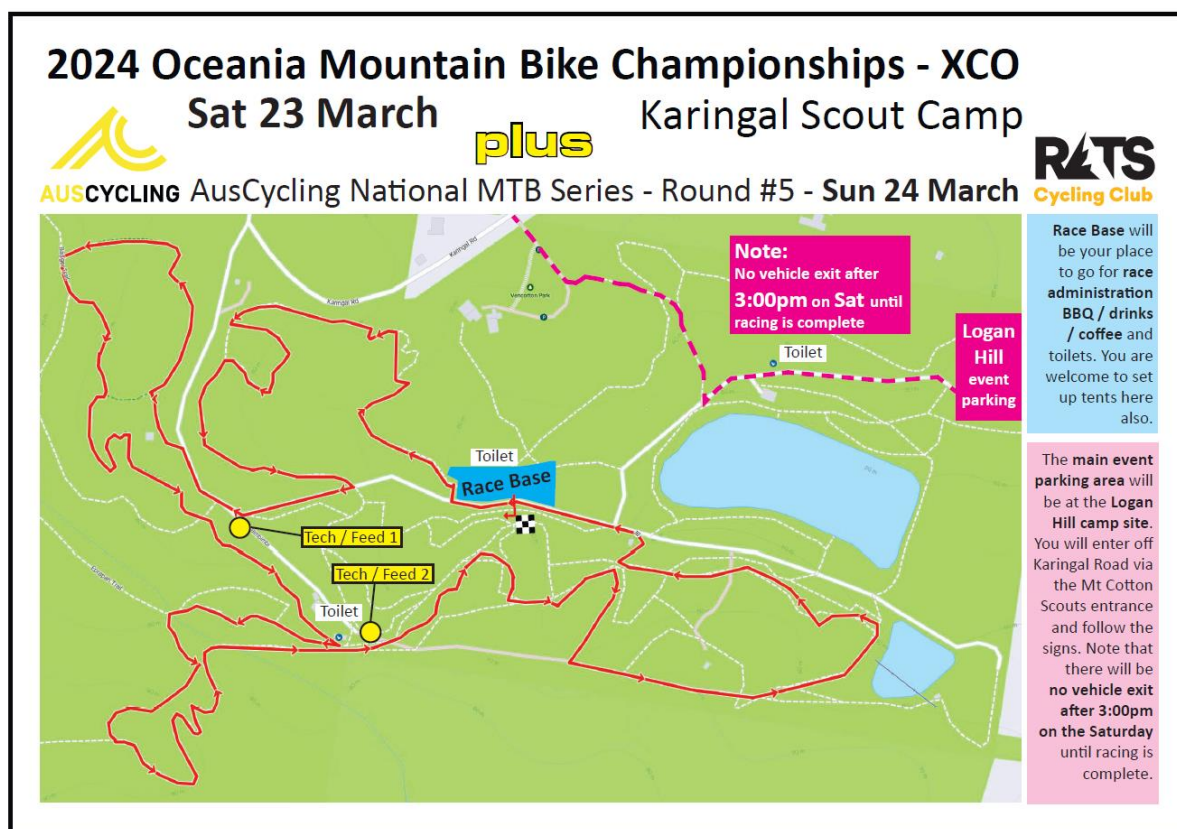 2024 Oceania Mountain Bike Championships - XCO
Sat 23 March
Karingal Scout Camp
plus
AUSCYCLING
AusCycling National MTB Series - Round #5 - Sun 24 March
RATS
Cycling Club
Karingal Rd
Karingal Rd
Note:
No vehicle exit after
3:00pm on Sat until
racing is complete
Toilet
Logan
Hill
event
parking
Toilet
Race Base
Tech / Feed 1
Tech / Feed 2
Toilet
Race Base will
be your place
to go for race
administration
BBQ / drinks
/ coffee and
toilets. You are
welcome to set
up tents here
also.
The main event
parking area will
be at the Logan
Hill camp site.
You will enter off
Karingal Road via
the Mt Cotton
Scouts entrance
and follow the
signs. Note that
there will be
no vehicle exit
after 3:00pm
on the Saturday
until racing is
complete.